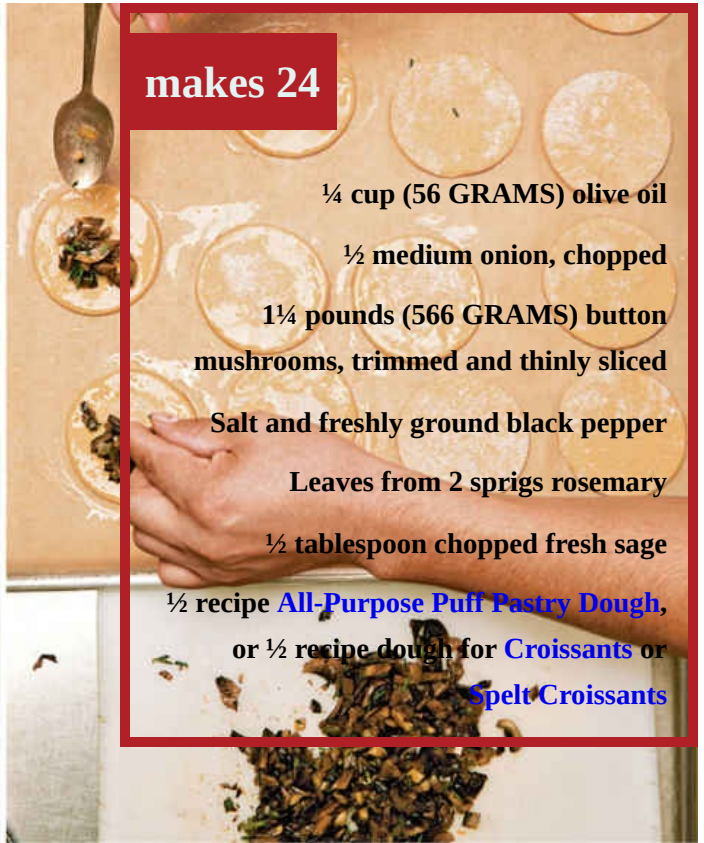 makes 24
¼ cup (56 GRAMS) olive oil
½ medium onion, chopped
1¼ pounds (566 GRAMS) button
mushrooms, trimmed and thinly sliced
Salt and freshly ground black pepper
Leaves from 2 sprigs rosemary
½ tablespoon chopped fresh sage
½ recipe All-Purpose Puff Pastry Dough,
or ½ recipe dough for Croissants or
Spelt Croissants